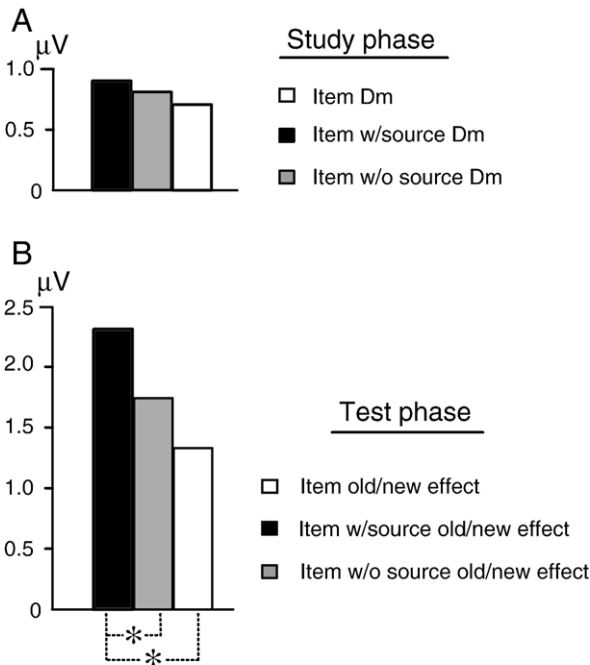 A
μV
Study phase
1.0
0.5
0
Item Dm
Item w/source Dm
Item w/o source Dm
B
μV
2.5
2.0
1.5
1.0
0.5
0
Test phase
Item old/new effect
Item w/source old/new effect
Item w/o source old/new effect
*
*